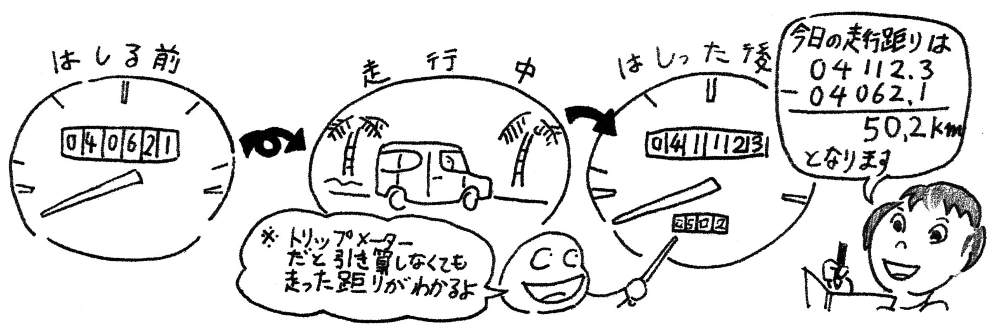 はしる前
040621
走行中
はしった後
041123
0502
今日の走行距りは
04112.3
04062.1
50.2km
となります
※トリップメーター
だと引き算しなくても
走った距りがわかるよ